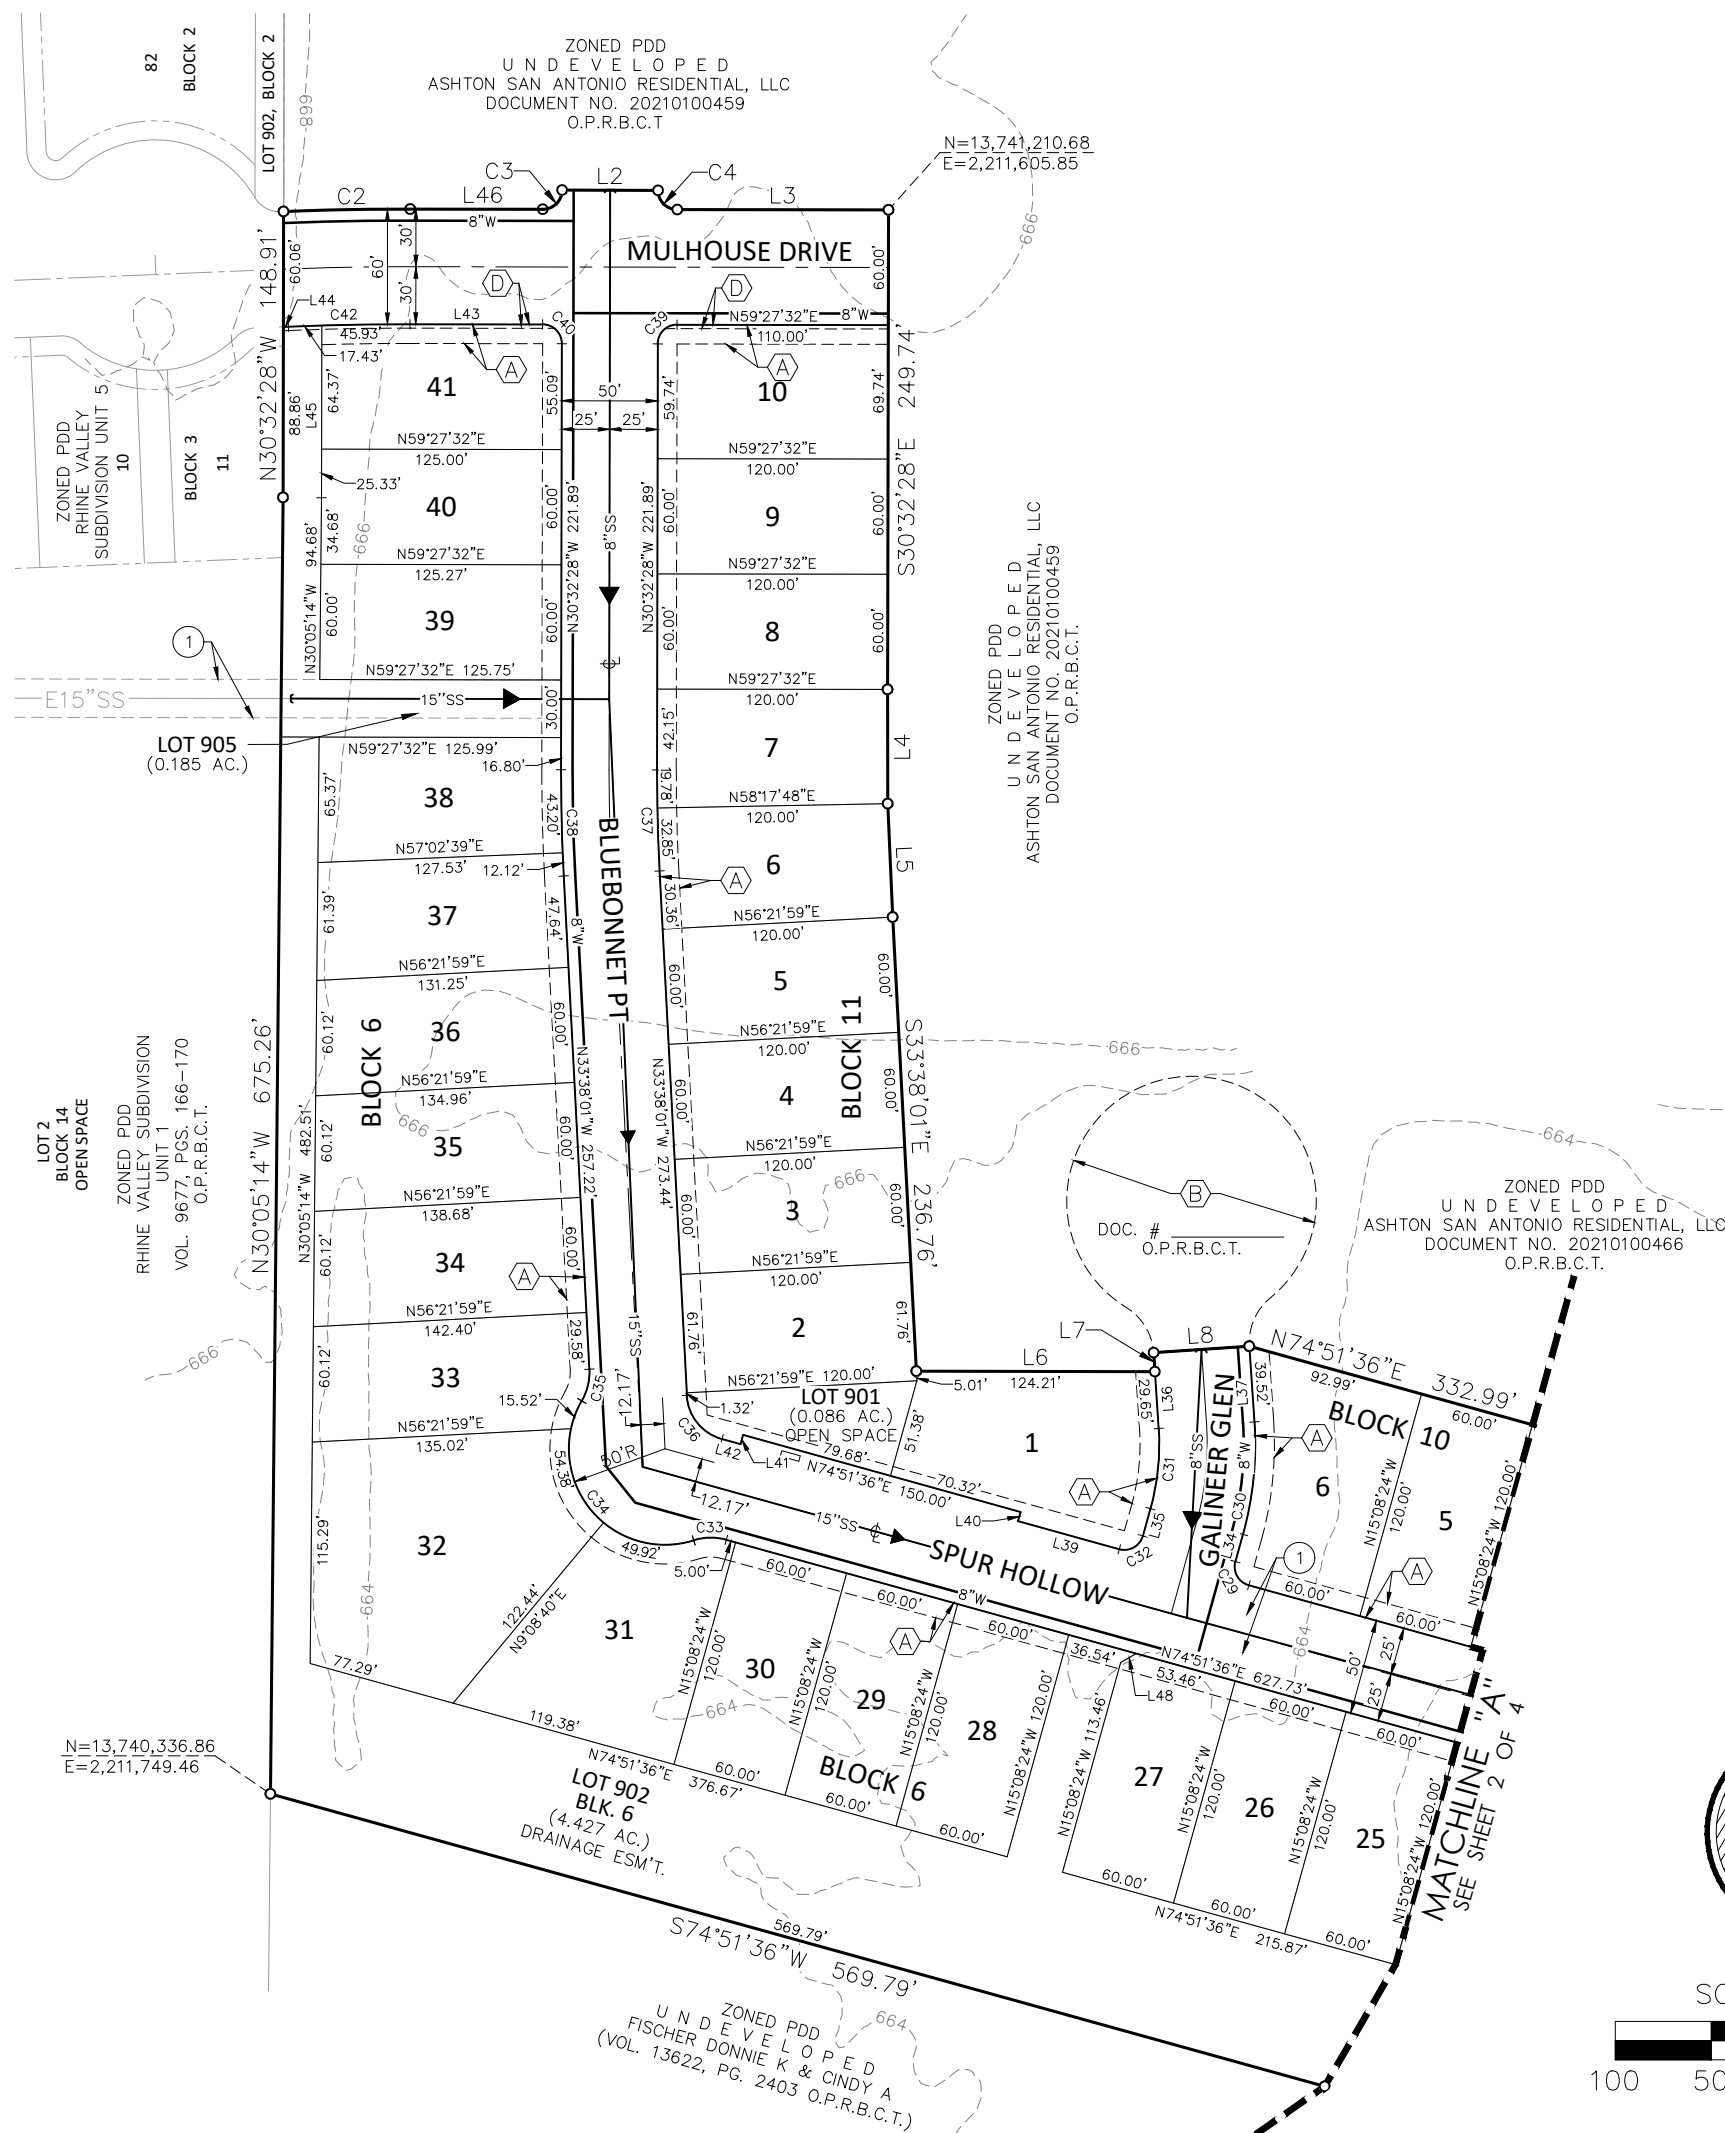 82
BLOCK 2
LOT 902, BLOCK 2
668
ZONED PDD
U N D E V E L O P E D
ASHTON SAN ANTONIO RESIDENTIAL, LLC
DOCUMENT NO. 20210100459
O.P.R.B.C.T
N=13,741,210.68
E=2,211,605.85
C3
L2
C4
C2
L46
L3
8"W
MULHOUSE DRIVE
666
60.06'
60'
30'
30'
60.00'
148.91'
N30°32'28"W
L44
C42
45.93'
17.43'
L43
D
C40
C39
D
N59°27'32"E
110.00'
8"W
A
A
88.86'
L45
64.37'
41
55.09'
50'
25'
25'
59.74'
10
69.74'
S30°32'28"E 249.74'
ZONED PDD
RHINE VALLEY
SUBDIVISION UNIT 5
10
BLOCK 3
11
N59°27'32"E
125.00'
25.33'
N59°27'32"E
120.00'
40
34.68'
666
60.00'
N30°32'28"W 221.89'
8"SS
N30°32'28"W 221.89'
60.00'
9
60.00'
N59°27'32"E
125.27'
N59°27'32"E
120.00'
N30°05'14"W 94.68'
60.00'
39
60.00'
60.00'
8
60.00'
ZONED PDD
U N D E V E L O P E D
ASHTON SAN ANTONIO RESIDENTIAL, LLC
DOCUMENT NO. 20210100459
O.P.R.B.C.T.
1
N59°27'32"E 125.75'
E15"SS
15"SS
30.00'
N59°27'32"E
120.00'
LOT 905
(0.185 AC.)
N59°27'32"E 125.99'
16.80'
42.15'
7
L4
65.37'
38
43.20'
C38
19.78'
C37
N58°17'48"E
120.00'
N57°02'39"E
127.53'
12.12'
BLUEBONNET PT
32.85'
6
L5
A
61.39'
37
47.64'
8"W
30.36'
N56°21'59"E
120.00'
N56°21'59"E
131.25'
60.00'
5
60.00'
BLOCK 11
60.12'
BLOCK 6
36
60.00'
N56°21'59"E
120.00'
S33°38'01"E 236.76'
666
N56°21'59"E
134.96'
666
N33°38'01"W 257.22'
N33°38'01"W 273.44'
60.00'
4
60.00'
N30°05'14"W 675.26'
N30°05'14"W 482.51'
60.12'
35
60.00'
N56°21'59"E
120.00'
LOT 2
BLOCK 14
OPEN SPACE
ZONED PDD
RHINE VALLEY SUBDIVISION
UNIT 1
VOL. 9677, PGS. 166-170
O.P.R.B.C.T.
N56°21'59"E
138.68'
60.00'
3
666
60.00'
B
DOC. #
O.P.R.B.C.T.
664
ZONED PDD
U N D E V E L O P E D
ASHTON SAN ANTONIO RESIDENTIAL, LLC
DOCUMENT NO. 20210100466
O.P.R.B.C.T.
60.12'
34
60.00'
A
N56°21'59"E
120.00'
N56°21'59"E
142.40'
29.58'
15"SS
61.76'
2
61.76'
666
60.12'
33
15.52'
C35
12.17'
N56°21'59"E 120.00'
1.32'
LOT 901
(0.086 AC.)
OPEN SPACE
5.01'
L6
124.21'
L7
L8
N74°51'36"E 332.99'
92.99'
60.00'
N56°21'59"E
135.02'
C36
L42
L41
79.68'
51.38'
1
29.65'
L36
L37
39.52'
GALINEER GLEN
BLOCK 10
A
6
5
54.38'
50'R
C34
12.17'
N74°51'36"E 150.00'
70.32'
A
C31
8"SS
8"W
C30
N15°08'24"W
120.00'
N15°08'24"W 120.00'
115.29'
32
49.92'
C33
5.00'
15"SS
L40
L39
C32
L35
L34
C29
1
SPUR HOLLOW
8"W
60.00'
A
60.00'
664
122.44'
N9°08'40"E
31
N15°08'24"W
120.00'
60.00'
30
N15°08'24"W
120.00'
60.00'
29
A
N15°08'24"W
120.00'
60.00'
28
N15°08'24"W 120.00'
36.54'
N74°51'36"E 627.73'
53.46'
L48
664
50'
25'
25'
60.00'
60.00'
77.29'
119.38'
664
N74°51'36"E 376.67'
60.00'
BLOCK 6
60.00'
60.00'
N15°08'24"W 113.46'
27
N15°08'24"W
120.00'
26
N15°08'24"W
120.00'
25
N15°08'24"W 120.00'
MATCHLINE "A"
SEE SHEET 2 OF 4
N=13,740,336.86
E=2,211,749.46
LOT 902
BLK. 6
(4.427 AC.)
DRAINAGE ESM'T.
60.00'
60.00'
N74°51'36"E 215.87'
60.00'
569.79'
S74°51'36"W 569.79'
ZONED PDD
U N D E V E L O P E D
FISCHER DONNIE K & CINDY A
(VOL. 13622, PG. 2403 O.P.R.B.C.T.)
664
100